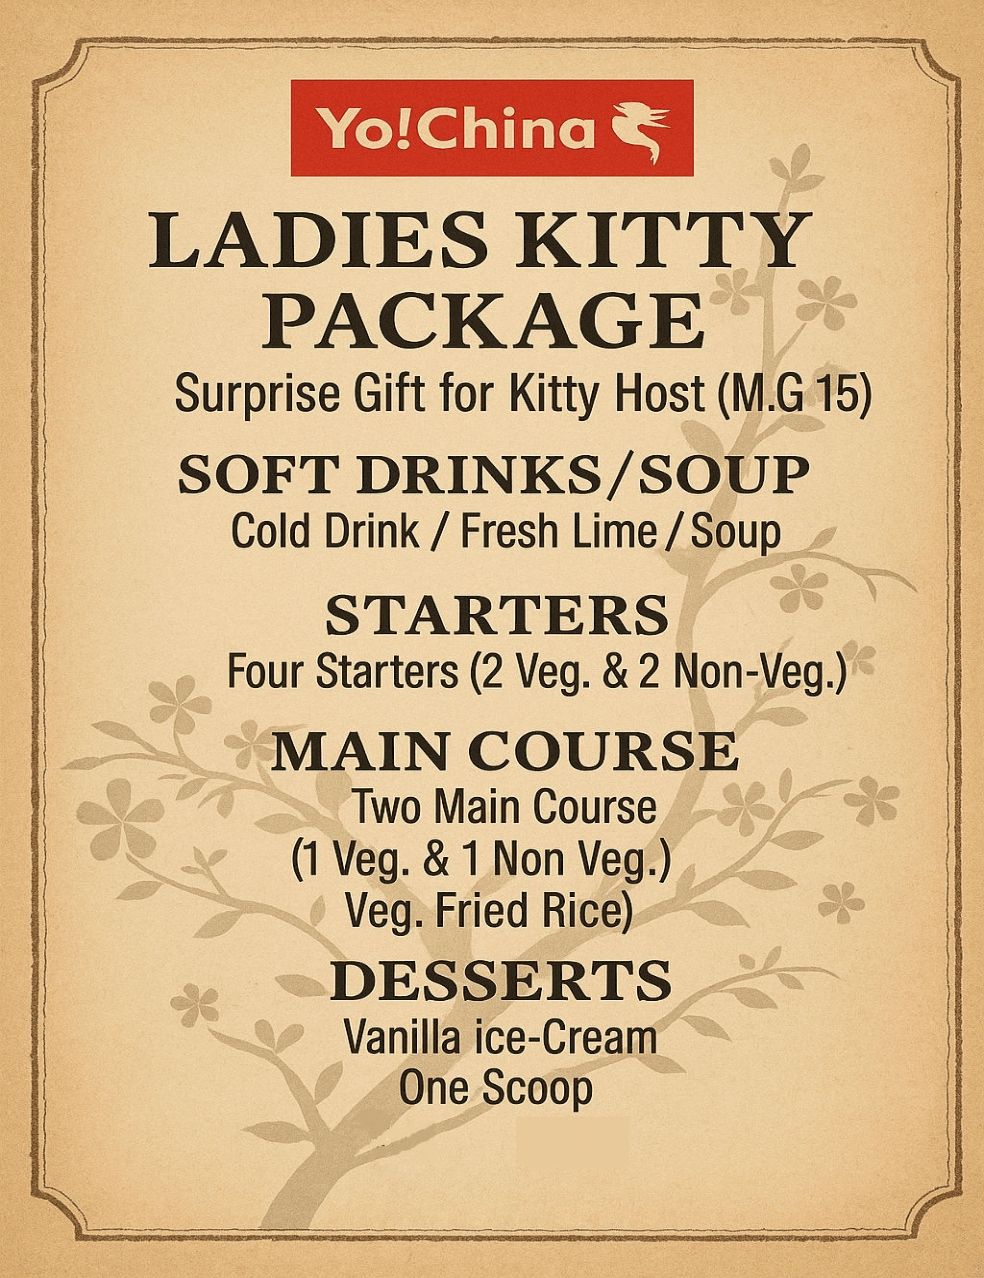 Yo!China
LADIES KITTY
PACKAGE
Surprise Gift for Kitty Host (M.G 15)
SOFT DRINKS/SOUP
Cold Drink / Fresh Lime / Soup
STARTERS
Four Starters (2 Veg. & 2 Non-Veg.)
MAIN COURSE
Two Main Course
(1 Veg. & 1 Non Veg.)
Veg. Fried Rice)
DESSERTS
Vanilla ice-Cream
One Scoop